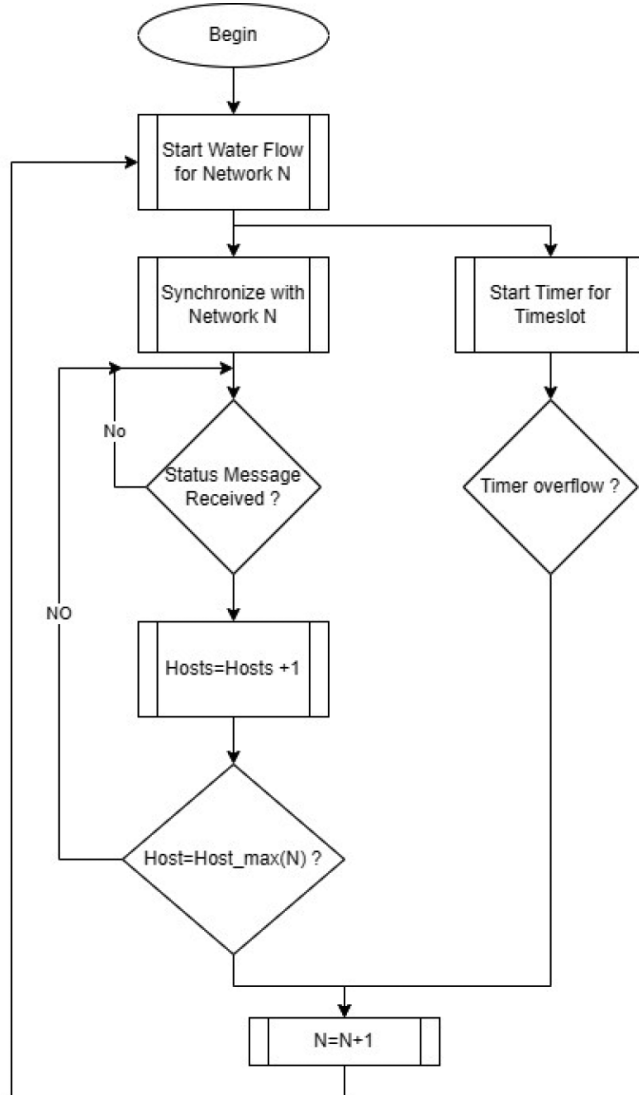 Begin
Start Water Flow
for Network N
Synchronize with
Network N
Start Timer for
Timeslot
No
Status Message
Received ?
Timer overflow ?
NO
Hosts=Hosts +1
Host=Host_max(N) ?
N=N+1